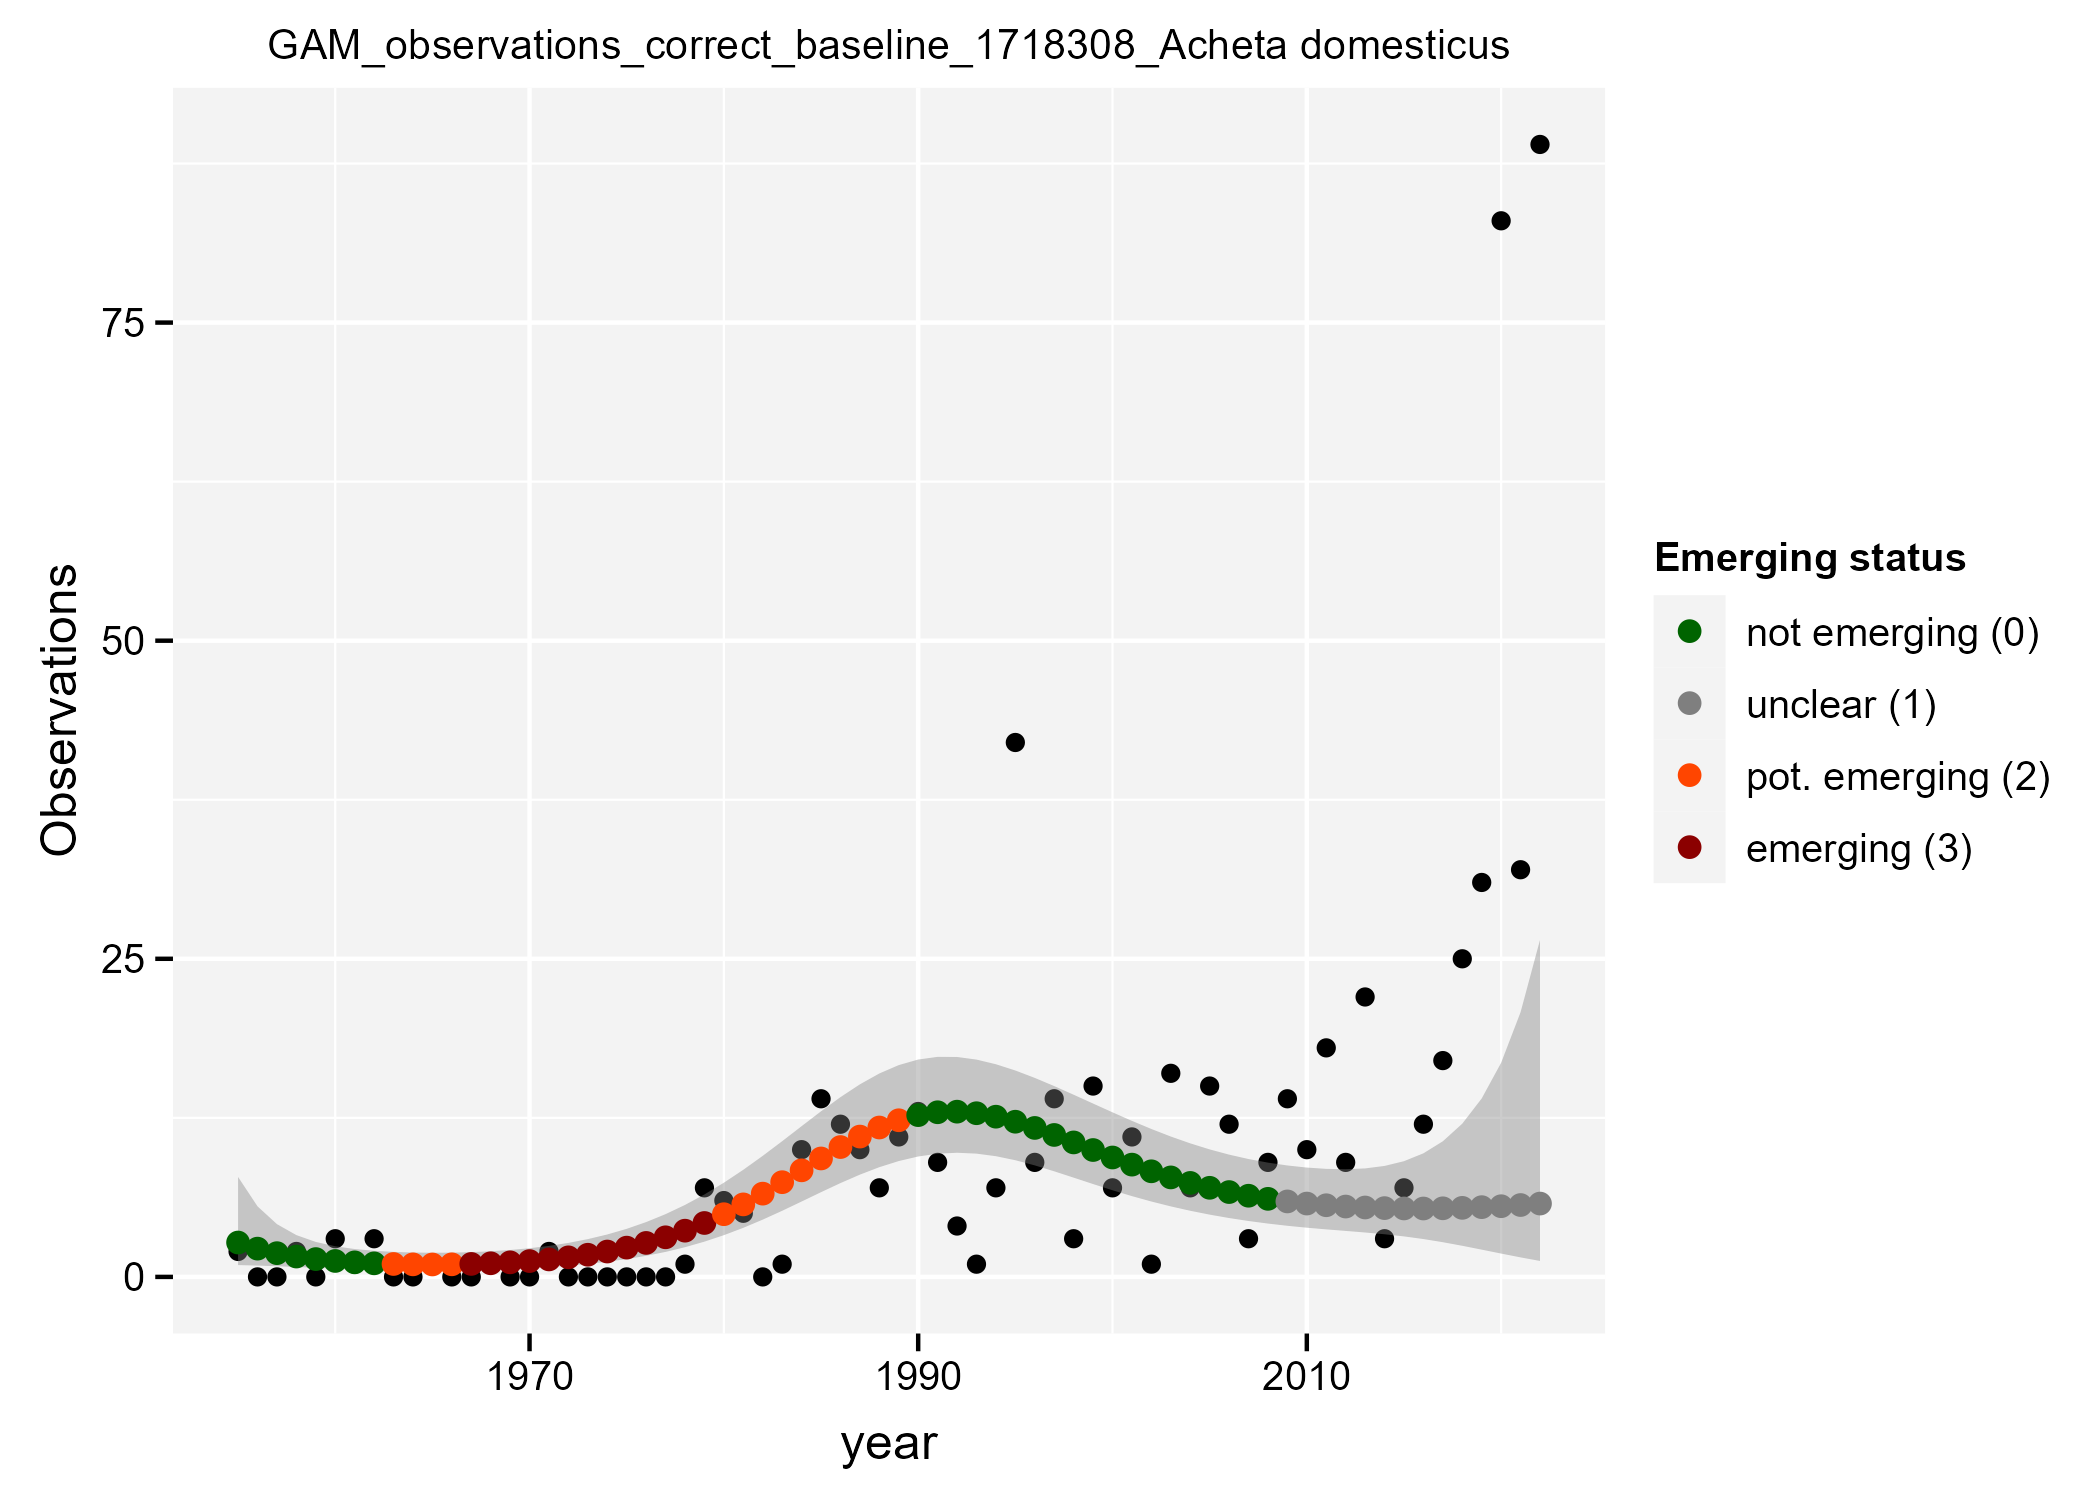 GAM_observations_correct_baseline_1718308_Acheta domesticus
75
50
25
0
Observations
1970
1990
2010
year
Emerging status
not emerging (0)
unclear (1)
pot. emerging (2)
emerging (3)